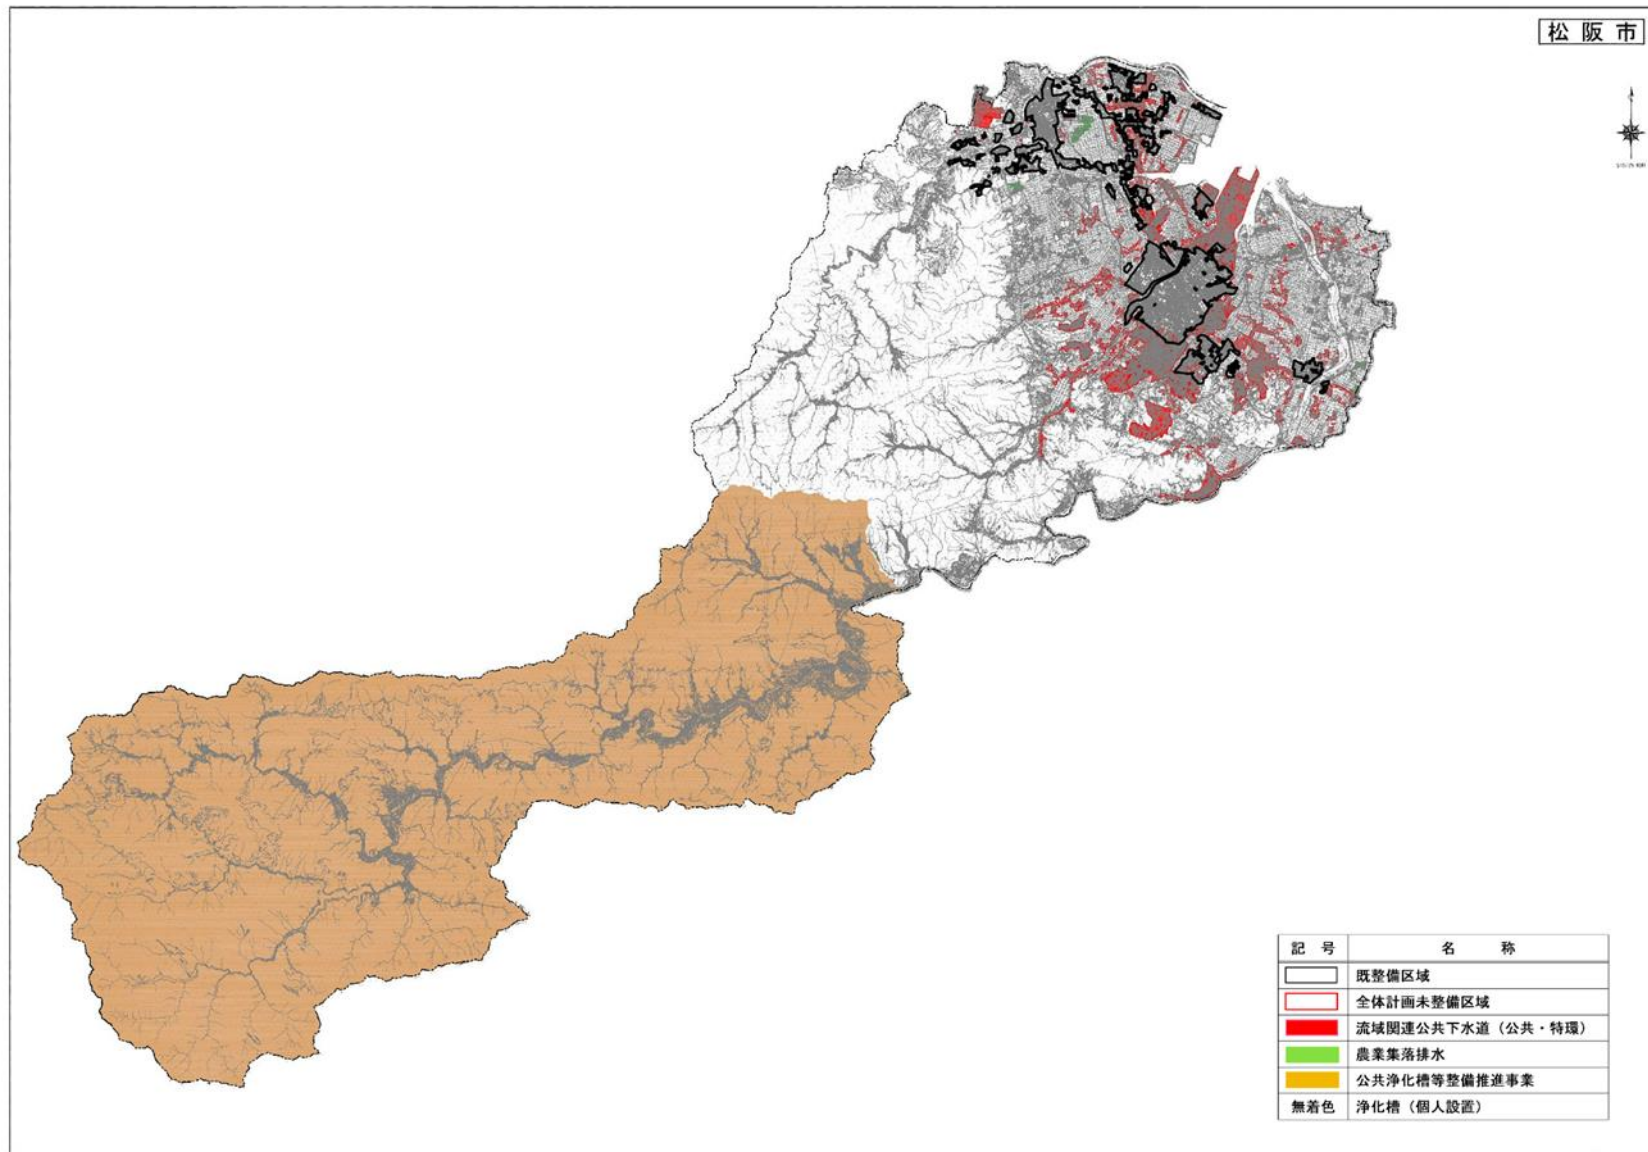 松阪市
記号 名称
既整備区域
全体計画未整備区域
流域関連公共下水道（公共・特環）
農業集落排水
公共浄化槽等整備推進事業
無着色 浄化槽（個人設置）